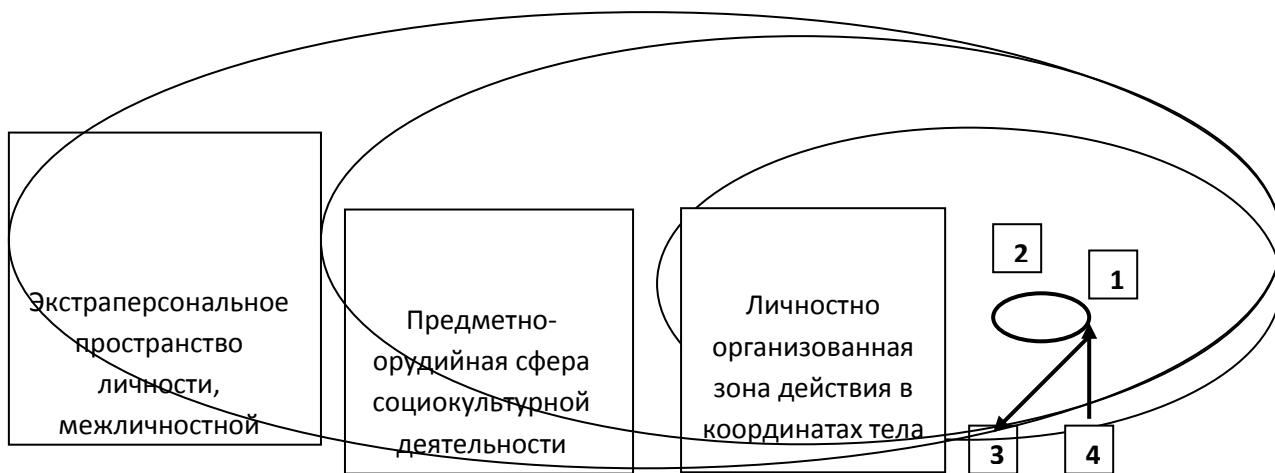 Экстраперсональное
пространство
личности,
межличностной
Предметно-
орудийная сфера
социокультурной
деятельности
Личностно
организованная
зона действия в
координатах тела
2
1
3
4